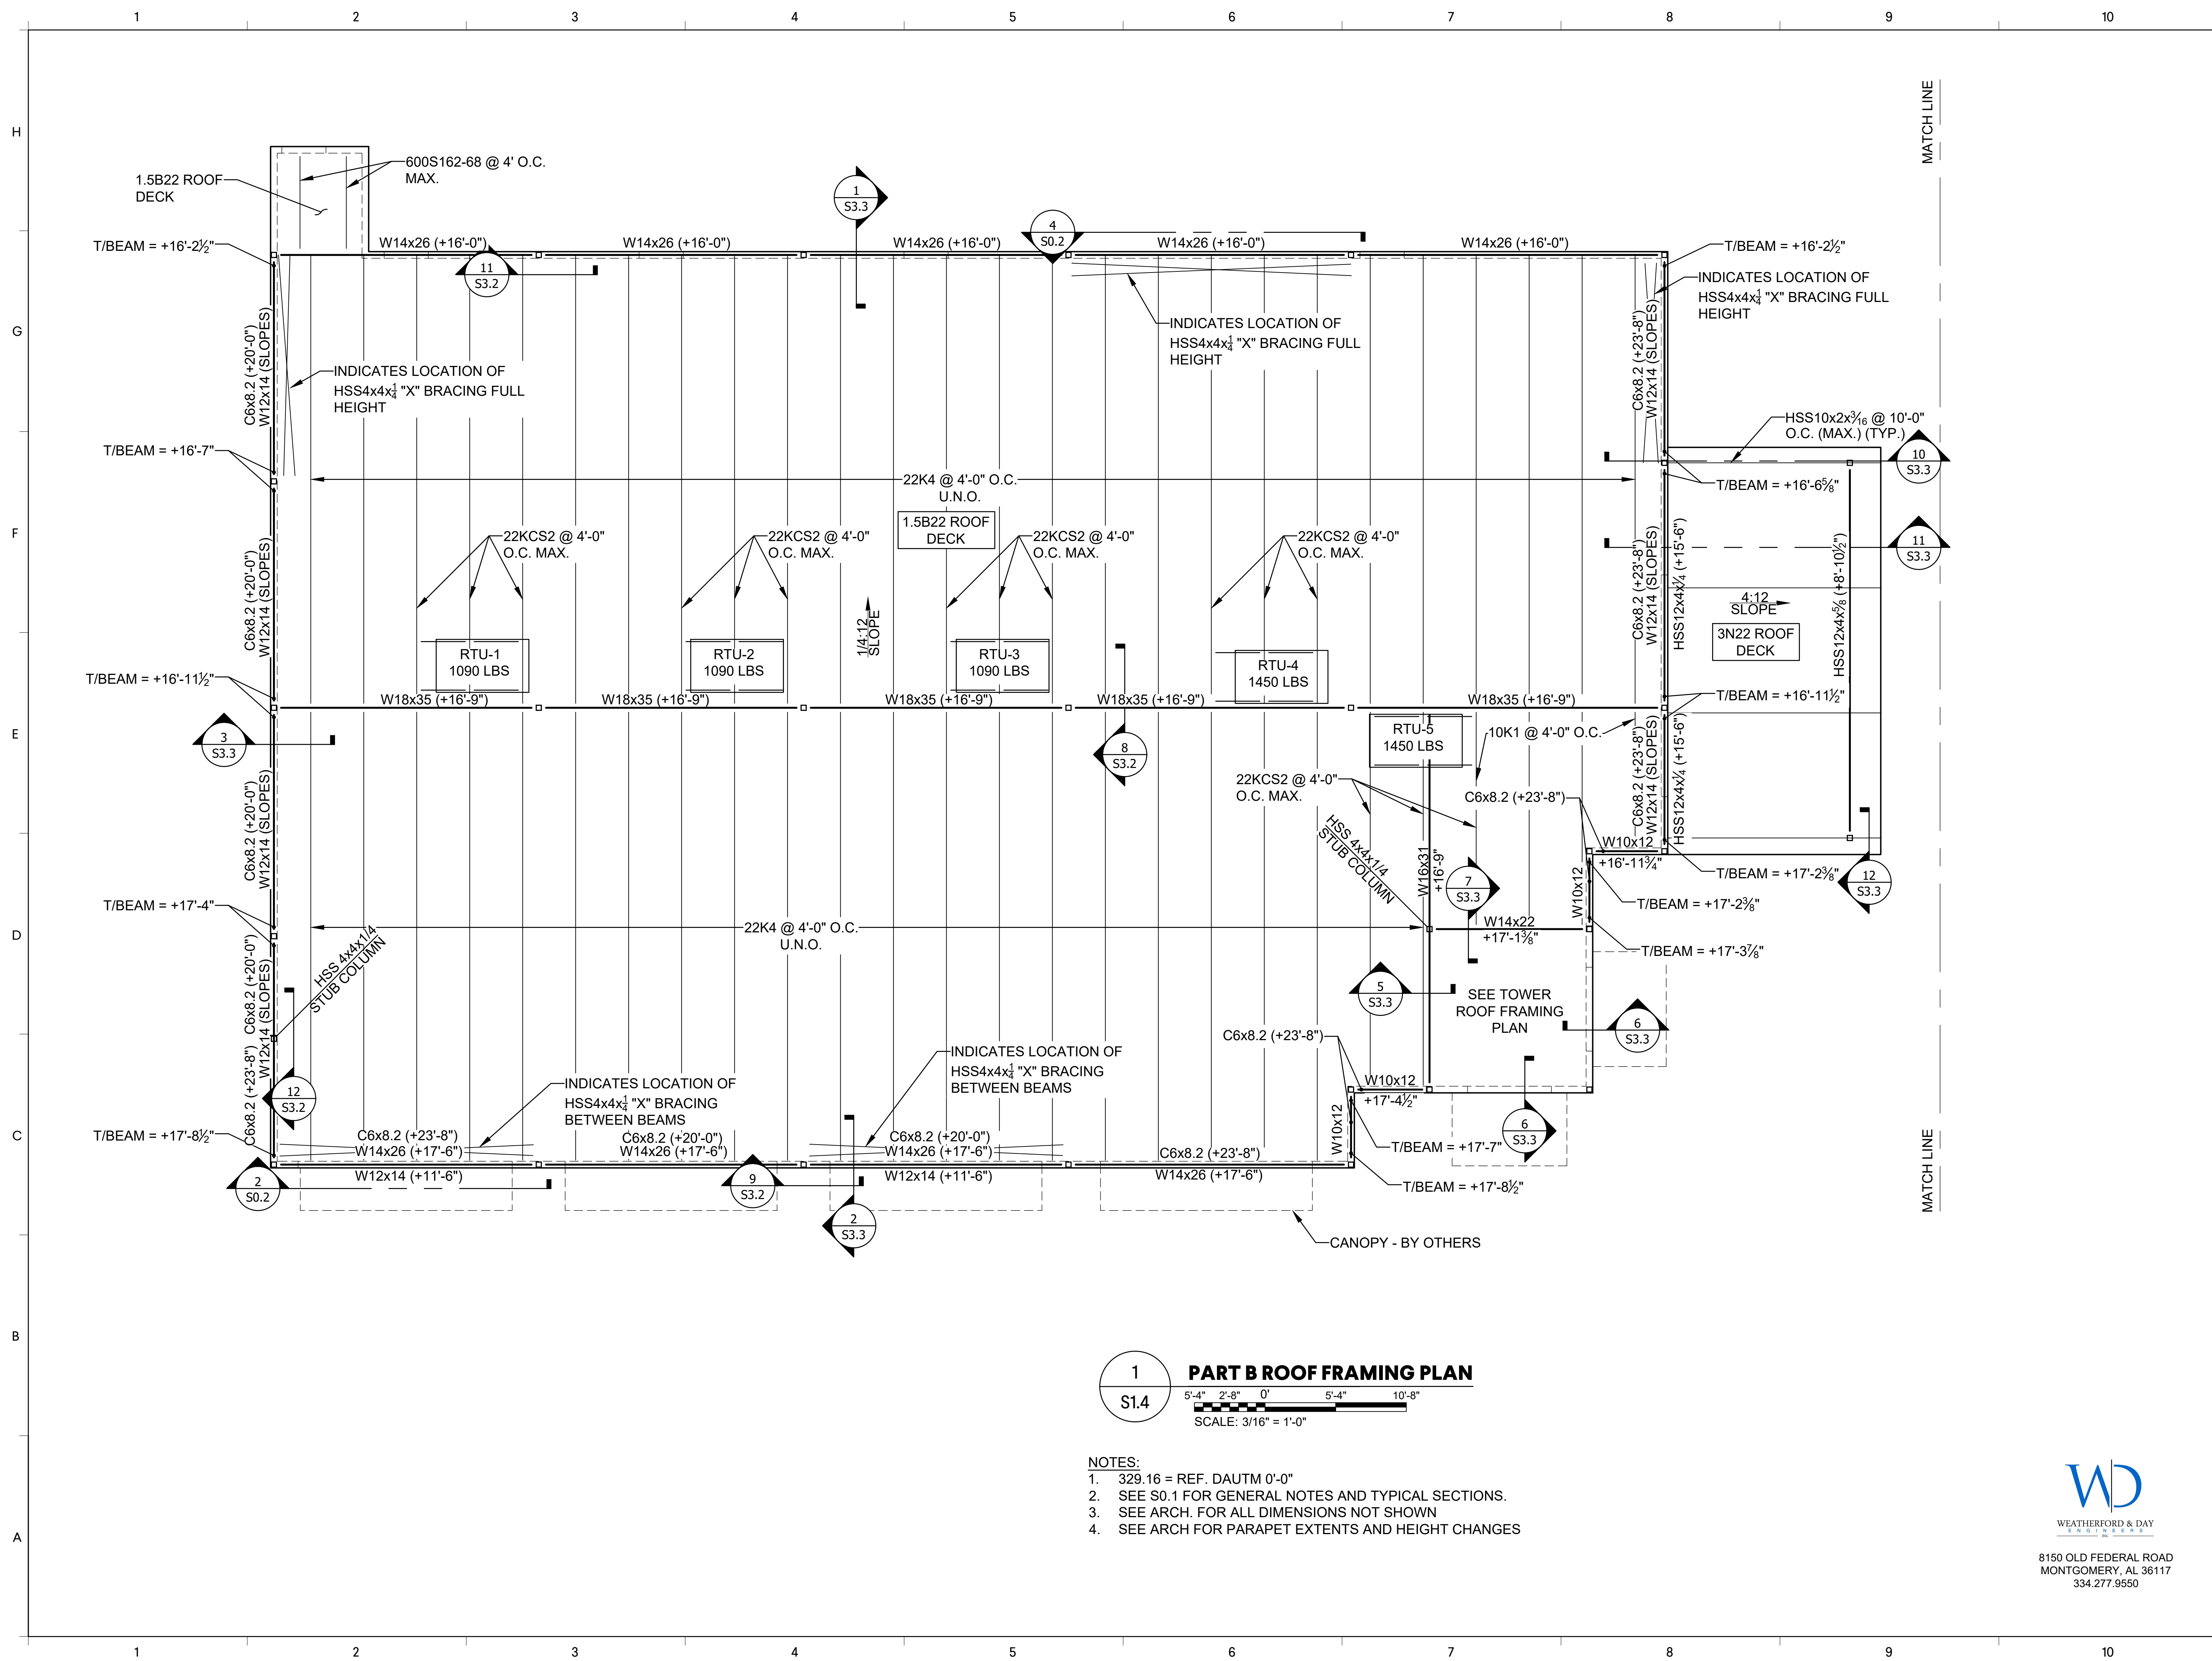 1 2 3 4 5 6 7 8 9 10
H
G
F
E
D
C
B
A
MATCH LINE
600S162-68 @ 4' O.C.
MAX.
1.5B22 ROOF
DECK
1
S3.3
4
S0.2
T/BEAM = +16'-2½"
W14x26 (+16'-0")
W14x26 (+16'-0")
W14x26 (+16'-0")
W14x26 (+16'-0")
W14x26 (+16'-0")
T/BEAM = +16'-2½"
11
S3.2
INDICATES LOCATION OF
HSS4x4x¼ "X" BRACING FULL
HEIGHT
INDICATES LOCATION OF
HSS4x4x¼ "X" BRACING FULL
HEIGHT
INDICATES LOCATION OF
HSS4x4x¼ "X" BRACING FULL
HEIGHT
C6x8.2 (+20'-0")
W12x14 (SLOPES)
C6x8.2 (+23'-8")
W12x14 (SLOPES)
HSS10x2x3⁄16 @ 10'-0"
O.C. (MAX.) (TYP.)
10
S3.3
T/BEAM = +16'-7"
22K4 @ 4'-0" O.C.
U.N.O.
T/BEAM = +16'-6⅝"
1.5B22 ROOF
DECK
22KCS2 @ 4'-0"
O.C. MAX.
22KCS2 @ 4'-0"
O.C. MAX.
22KCS2 @ 4'-0"
O.C. MAX.
22KCS2 @ 4'-0"
O.C. MAX.
11
S3.3
C6x8.2 (+20'-0")
W12x14 (SLOPES)
C6x8.2 (+23'-8")
W12x14 (SLOPES)
HSS12x4x¼ (+15'-6")
HSS12x4x⅝ (+8'-10½")
4:12
SLOPE
3N22 ROOF
DECK
1/4:12
SLOPE
RTU-1
1090 LBS
RTU-2
1090 LBS
RTU-3
1090 LBS
RTU-4
1450 LBS
T/BEAM = +16'-11½"
W18x35 (+16'-9")
W18x35 (+16'-9")
W18x35 (+16'-9")
W18x35 (+16'-9")
W18x35 (+16'-9")
T/BEAM = +16'-11½"
3
S3.3
8
S3.2
RTU-5
1450 LBS
10K1 @ 4'-0" O.C.
22KCS2 @ 4'-0"
O.C. MAX.
C6x8.2 (+23'-8")
C6x8.2 (+20'-0")
W12x14 (SLOPES)
C6x8.2 (+23'-8")
W12x14 (SLOPES)
HSS12x4x¼ (+15'-6")
HSS 4x4x1/4
STUB COLUMN
W16x31
+16'-9"
W10x12
+16'-11¾"
7
S3.3
W10x12
T/BEAM = +17'-2⅜"
12
S3.3
T/BEAM = +17'-2⅜"
T/BEAM = +17'-4"
22K4 @ 4'-0" O.C.
U.N.O.
W14x22
+17'-1⅜"
T/BEAM = +17'-3⅞"
HSS 4x4x1/4
STUB COLUMN
C6x8.2 (+20'-0")
W12x14 (SLOPES)
C6x8.2 (+23'-8")
5
S3.3
SEE TOWER
ROOF FRAMING
PLAN
6
S3.3
C6x8.2 (+23'-8")
INDICATES LOCATION OF
HSS4x4x¼ "X" BRACING
BETWEEN BEAMS
INDICATES LOCATION OF
HSS4x4x¼ "X" BRACING
BETWEEN BEAMS
12
S3.2
W10x12
+17'-4½"
W10x12
6
S3.3
T/BEAM = +17'-8½"
C6x8.2 (+23'-8")
W14x26 (+17'-6")
C6x8.2 (+20'-0")
W14x26 (+17'-6")
C6x8.2 (+20'-0")
W14x26 (+17'-6")
C6x8.2 (+23'-8")
W14x26 (+17'-6")
T/BEAM = +17'-7"
T/BEAM = +17'-8½"
W12x14 (+11'-6")
W12x14 (+11'-6")
2
S0.2
9
S3.2
2
S3.3
CANOPY - BY OTHERS
MATCH LINE
1
S1.4
PART B ROOF FRAMING PLAN
5'-4" 2'-8" 0' 5'-4" 10'-8"
SCALE: 3/16" = 1'-0"
NOTES:
1. 329.16 = REF. DAUTM 0'-0"
2. SEE S0.1 FOR GENERAL NOTES AND TYPICAL SECTIONS.
3. SEE ARCH. FOR ALL DIMENSIONS NOT SHOWN
4. SEE ARCH FOR PARAPET EXTENTS AND HEIGHT CHANGES
WD
WEATHERFORD & DAY
ENGINEERS
INC
8150 OLD FEDERAL ROAD
MONTGOMERY, AL 36117
334.277.9550
1 2 3 4 5 6 7 8 9 10